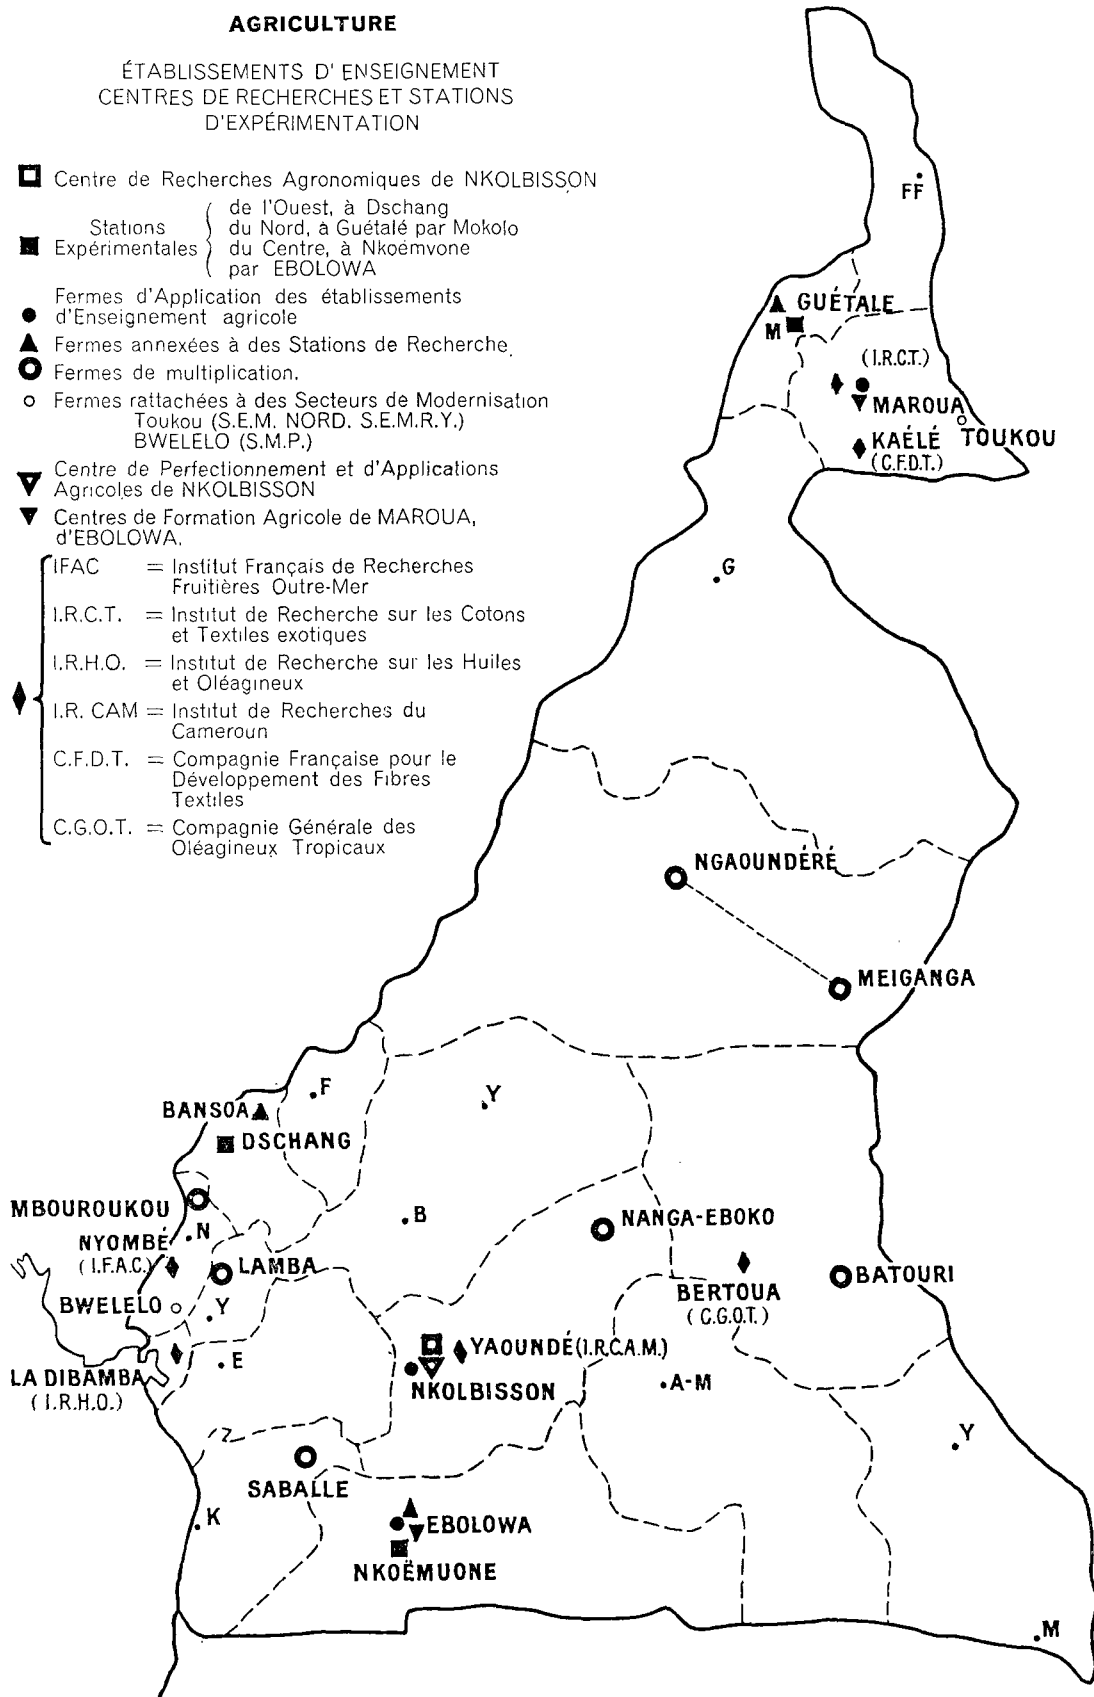 AGRICULTURE
ÉTABLISSEMENTS D'ENSEIGNEMENT
CENTRES DE RECHERCHES ET STATIONS
D'EXPÉRIMENTATION
Centre de Recherches Agronomiques de NKOLBISSON
Stations
Expérimentales
de l'Ouest, à Dschang
du Nord, à Guétalé par Mokolo
du Centre, à Nkoémvone
par EBOLOWA
Fermes d'Application des établissements
d'Enseignement agricole
Fermes annexées à des Stations de Recherche.
Fermes de multiplication.
Fermes rattachées à des Secteurs de Modernisation
Toukou (S.E.M. NORD. S.E.M.R.Y.)
BWELELO (S.M.P.)
Centre de Perfectionnement et d'Applications
Agricoles de NKOLBISSON
Centres de Formation Agricole de MAROUA,
d'EBOLOWA.
IFAC = Institut Français de Recherches
Fruitières Outre-Mer
I.R.C.T. = Institut de Recherche sur les Cotons
et Textiles exotiques
I.R.H.O. = Institut de Recherche sur les Huiles
et Oléagineux
I.R. CAM = Institut de Recherches du
Cameroun
C.F.D.T. = Compagnie Française pour le
Développement des Fibres
Textiles
C.G.O.T. = Compagnie Générale des
Oléagineux Tropicaux
FF
GUÉTALE
M
(I.R.C.T.)
MAROUA
TOUKOU
KAÉLÉ
(C.F.D.T.)
G
NGAOUNDÉRÉ
MEIGANGA
F
Y
BANSOA
DSCHANG
MBOUROUKOU
N
B
NANGA-EBOKO
NYOMBÉ
(I.F.A.C.)
LAMBA
BATOURI
BERTOUA
(C.G.O.T.)
BWELELO
Y
E
LA DIBAMBA
(I.R.H.O.)
YAOUNDÉ (I.R.C.A.M.)
NKOLBISSON
A-M
Y
SABALLE
K
EBOLOWA
NKOËMUONE
M